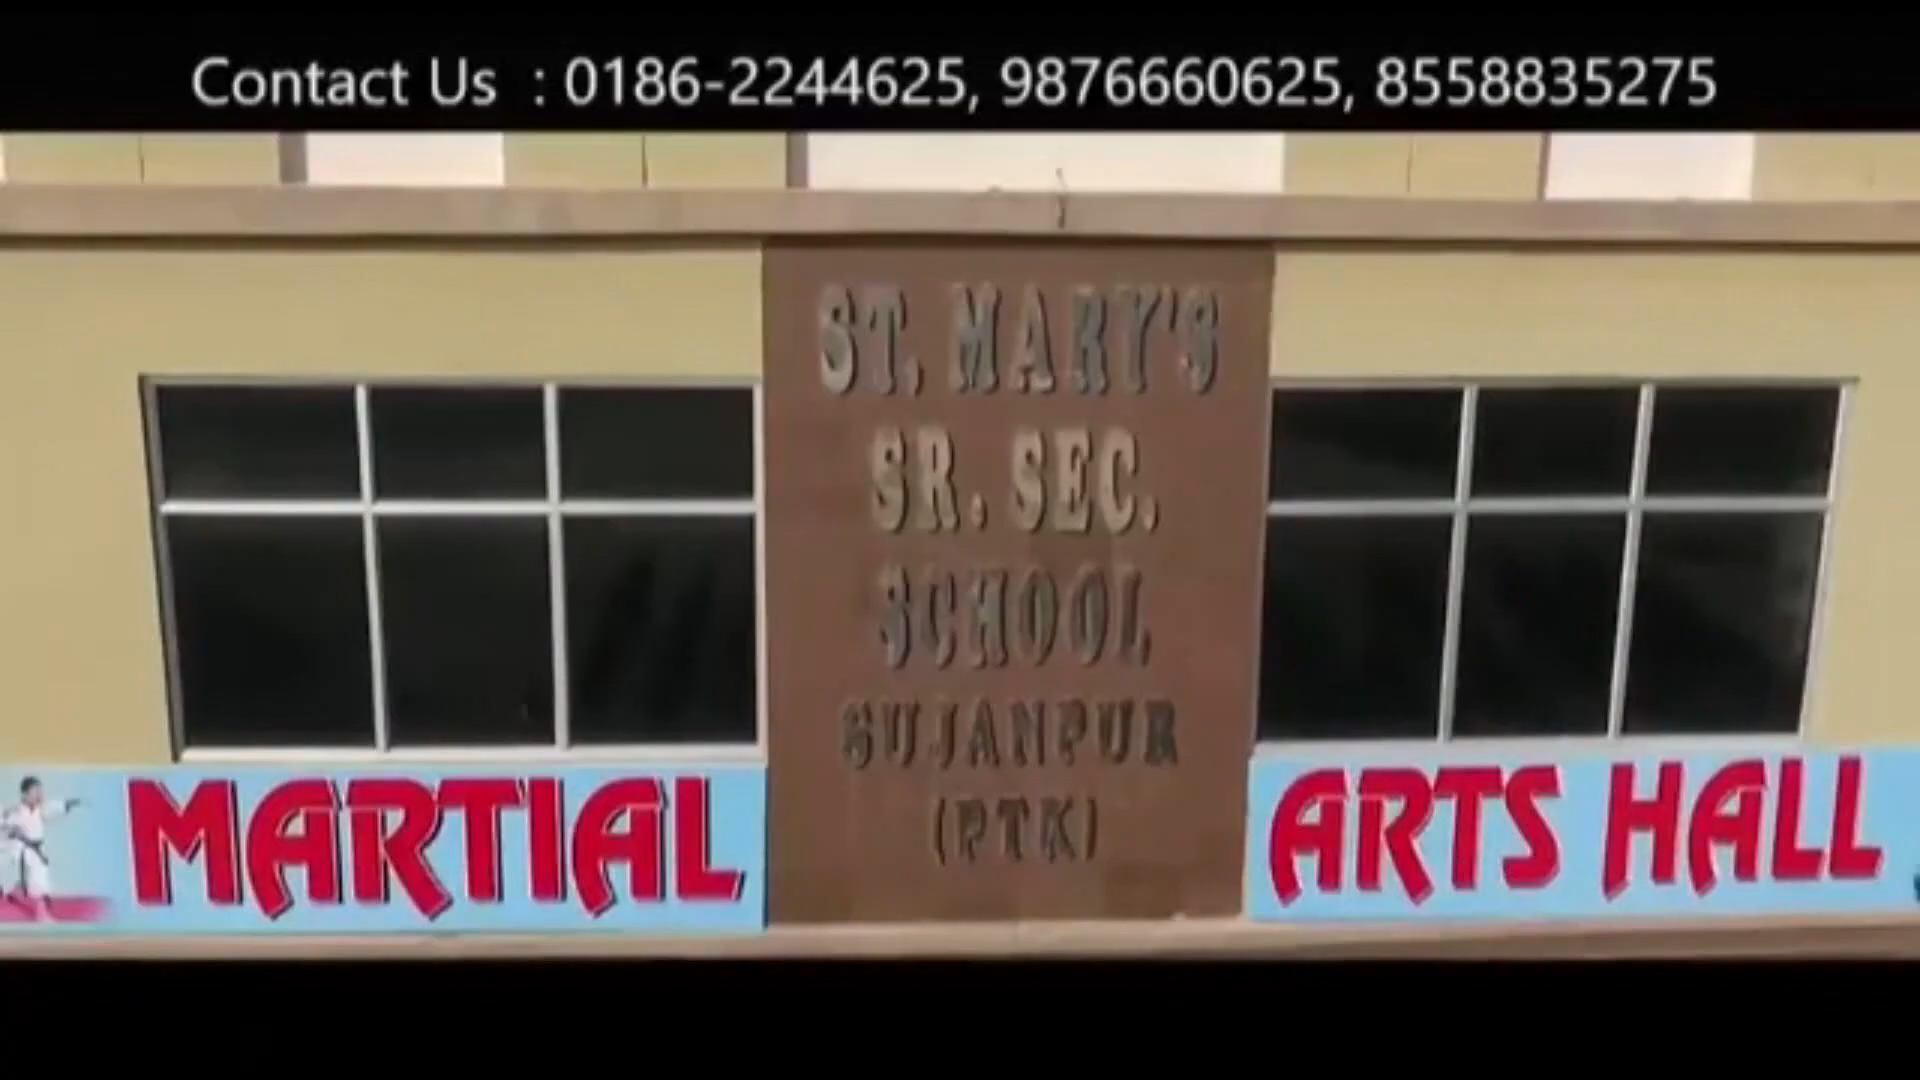 Contact Us : 0186-2244625, 9876660625, 8558835275
ST. MARY'S
SR. SEC.
SCHOOL
SUJANPUR
(PTK)
MARTIAL ARTS HALL